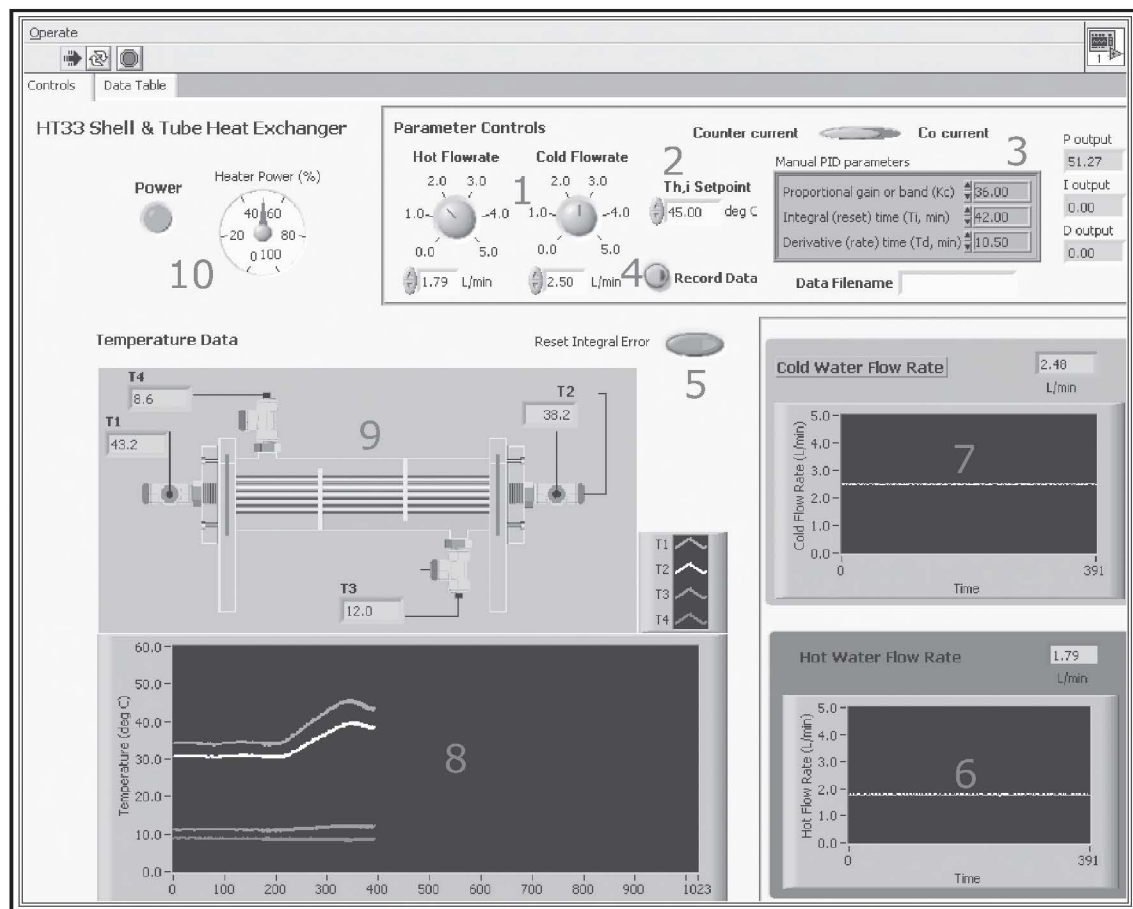 Operate
1
Controls
Data Table
HT33 Shell & Tube Heat Exchanger
Power
Heater Power (%)
40 60
20 80
0 100
10
Parameter Controls
Hot Flowrate
2.0 3.0
1.0 4.0
0.0 5.0
1.79 L/min
1
Cold Flowrate
2.0 3.0
1.0 4.0
0.0 5.0
2.50 L/min
2
Th,i Setpoint
45.00 deg C
4
Record Data
Counter current
Co current
3
Manual PID parameters
Proportional gain or band (Kc) 36.00
Integral (reset) time (Ti, min) 42.00
Derivative (rate) time (Td, min) 10.50
Data Filename
P output
51.27
I output
0.00
D output
0.00
Temperature Data
Reset Integral Error
5
T4
8.6
T1
43.2
9
T2
38.2
T3
12.0
T1
T2
T3
T4
Temperature (deg C)
60.0
50.0
40.0
30.0
20.0
10.0
0.0
8
0 100 200 300 400 500 600 700 800 900 1023
Cold Water Flow Rate
2.48
L/min
Cold Flow Rate (L/min)
5.0
4.0
3.0
2.0
1.0
0.0
7
0 391
Time
Hot Water Flow Rate
1.79
L/min
Hot Flow Rate (L/min)
5.0
4.0
3.0
2.0
1.0
0.0
6
0 391
Time